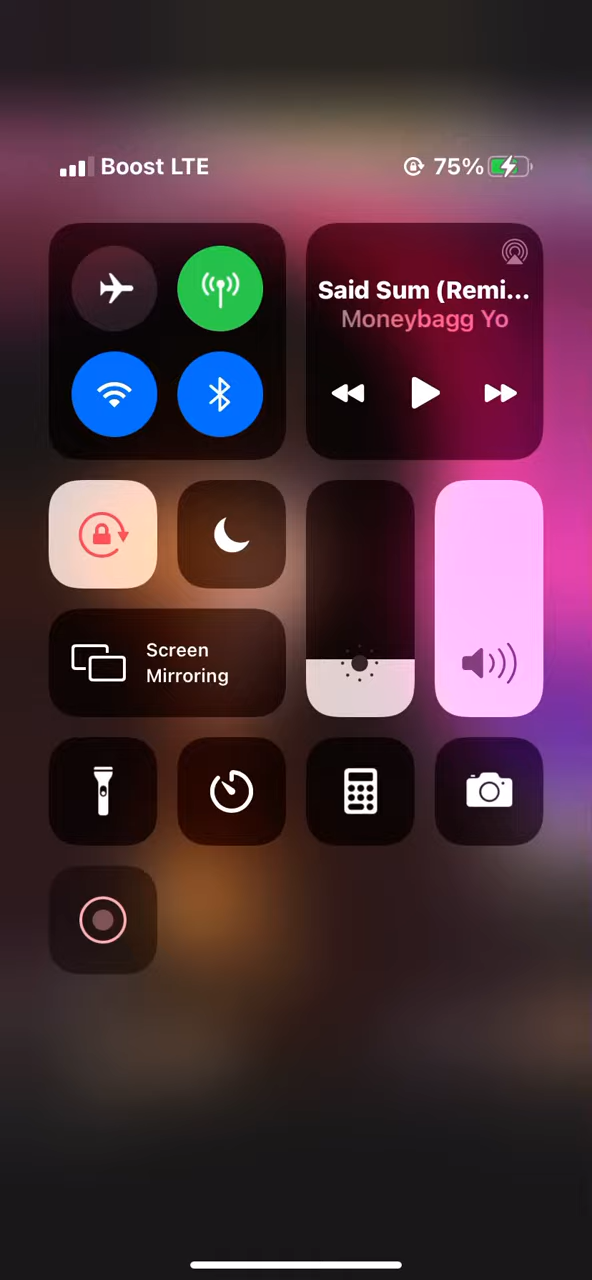 Boost LTE
75%
Said Sum (Remi...
Moneybagg Yo
Screen
Mirroring